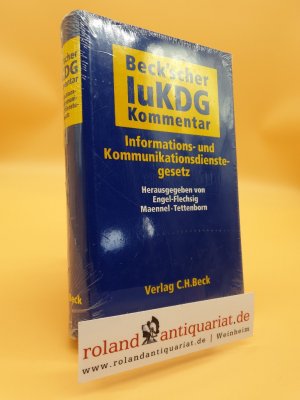 Beck'scher
IuKDG
Kommentar
Informations- und
Kommunikationsdienste-
gesetz
Herausgegeben von
Engel-Flechsig
Maennel·Tettenborn
Verlag C.H.Beck
Beck'scher
IuKDG
Kommentar
Beck
roland antiquariat.de
www.rolandantiquariat.de | Weinheim